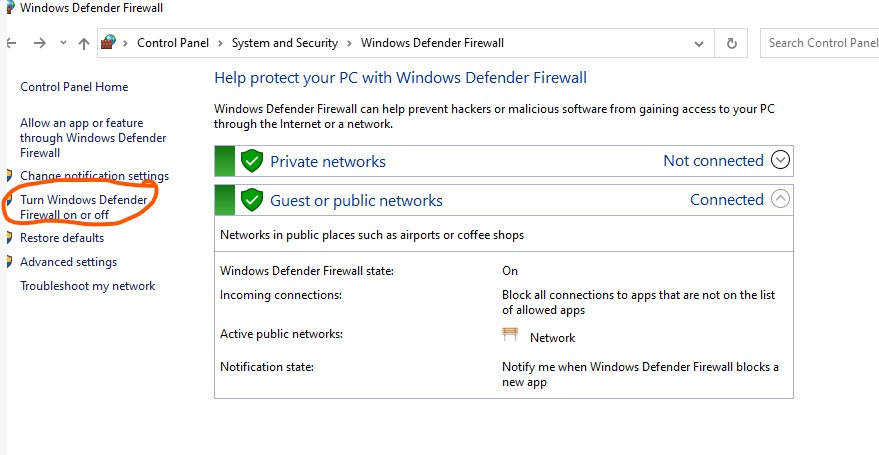 Windows Defender Firewall
Control Panel > System and Security > Windows Defender Firewall
Search Control Panel
Control Panel Home
Allow an app or feature
through Windows Defender
Firewall
Change notification settings
Turn Windows Defender
Firewall on or off
Restore defaults
Advanced settings
Troubleshoot my network
Help protect your PC with Windows Defender Firewall
Windows Defender Firewall can help prevent hackers or malicious software from gaining access to your PC
through the Internet or a network.
Private networks Not connected
Guest or public networks Connected
Networks in public places such as airports or coffee shops
Windows Defender Firewall state: On
Incoming connections: Block all connections to apps that are not on the list
of allowed apps
Active public networks: Network
Notification state: Notify me when Windows Defender Firewall blocks a
new app